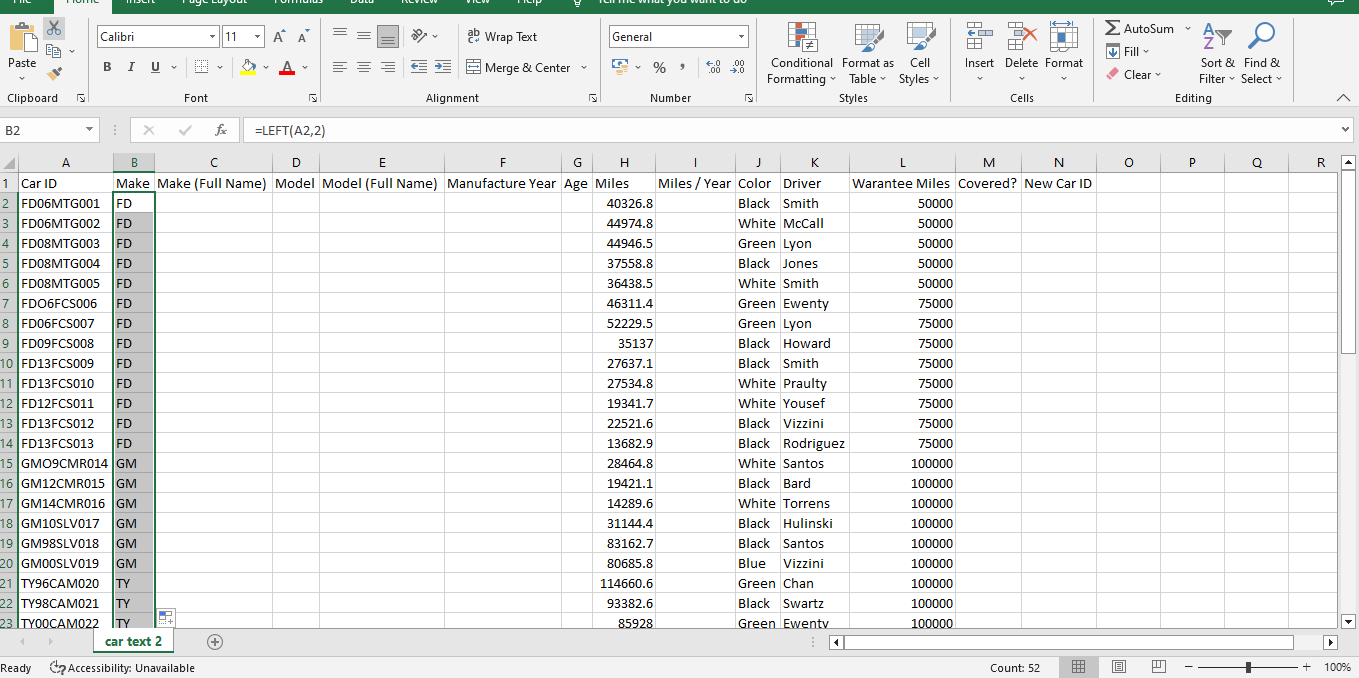 File Home Insert Page Layout Formulas Data Review View Help Tell me what you want to do
Calibri 11 A A ab Wrap Text General AutoSum
Paste B I U A Merge & Center % , Conditional Formatting Format as Table Cell Styles Insert Delete Format Fill Clear Sort & Filter Find & Select
Clipboard Font Alignment Number Styles Cells Editing
B2 fx =LEFT(A2,2)
A B C D E F G H I J K L M N O P Q R
1 Car ID Make Make (Full Name) Model Model (Full Name) Manufacture Year Age Miles Miles / Year Color Driver Warantee Miles Covered? New Car ID
2 FD06MTG001 FD 40326.8 Black Smith 50000
3 FD06MTG002 FD 44974.8 White McCall 50000
4 FD08MTG003 FD 44946.5 Green Lyon 50000
5 FD08MTG004 FD 37558.8 Black Jones 50000
6 FD08MTG005 FD 36438.5 White Smith 50000
7 FDO6FCS006 FD 46311.4 Green Ewenty 75000
8 FD06FCS007 FD 52229.5 Green Lyon 75000
9 FD09FCS008 FD 35137 Black Howard 75000
10 FD13FCS009 FD 27637.1 Black Smith 75000
11 FD13FCS010 FD 27534.8 White Praulty 75000
12 FD12FCS011 FD 19341.7 White Yousef 75000
13 FD13FCS012 FD 22521.6 Black Vizzini 75000
14 FD13FCS013 FD 13682.9 Black Rodriguez 75000
15 GMO9CMR014 GM 28464.8 White Santos 100000
16 GM12CMR015 GM 19421.1 Black Bard 100000
17 GM14CMR016 GM 14289.6 White Torrens 100000
18 GM10SLV017 GM 31144.4 Black Hulinski 100000
19 GM98SLV018 GM 83162.7 Black Santos 100000
20 GM00SLV019 GM 80685.8 Blue Vizzini 100000
21 TY96CAM020 TY 114660.6 Green Chan 100000
22 TY98CAM021 TY 93382.6 Black Swartz 100000
23 TY00CAM022 TY 85928 Green Ewenty 100000
car text 2
Ready Accessibility: Unavailable Count: 52 100%